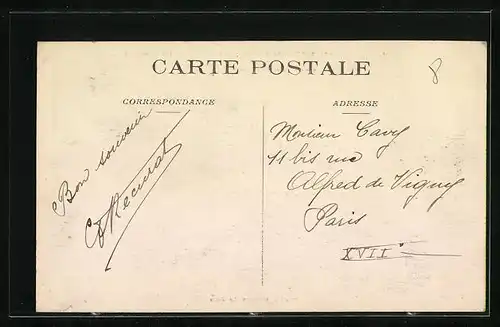 CARTE POSTALE
8
CORRESPONDANCE
Bon souvenir
ADRESSE
Monsieur Cavy
11 bis rue
Alfred de Vigny
Paris
XVII°